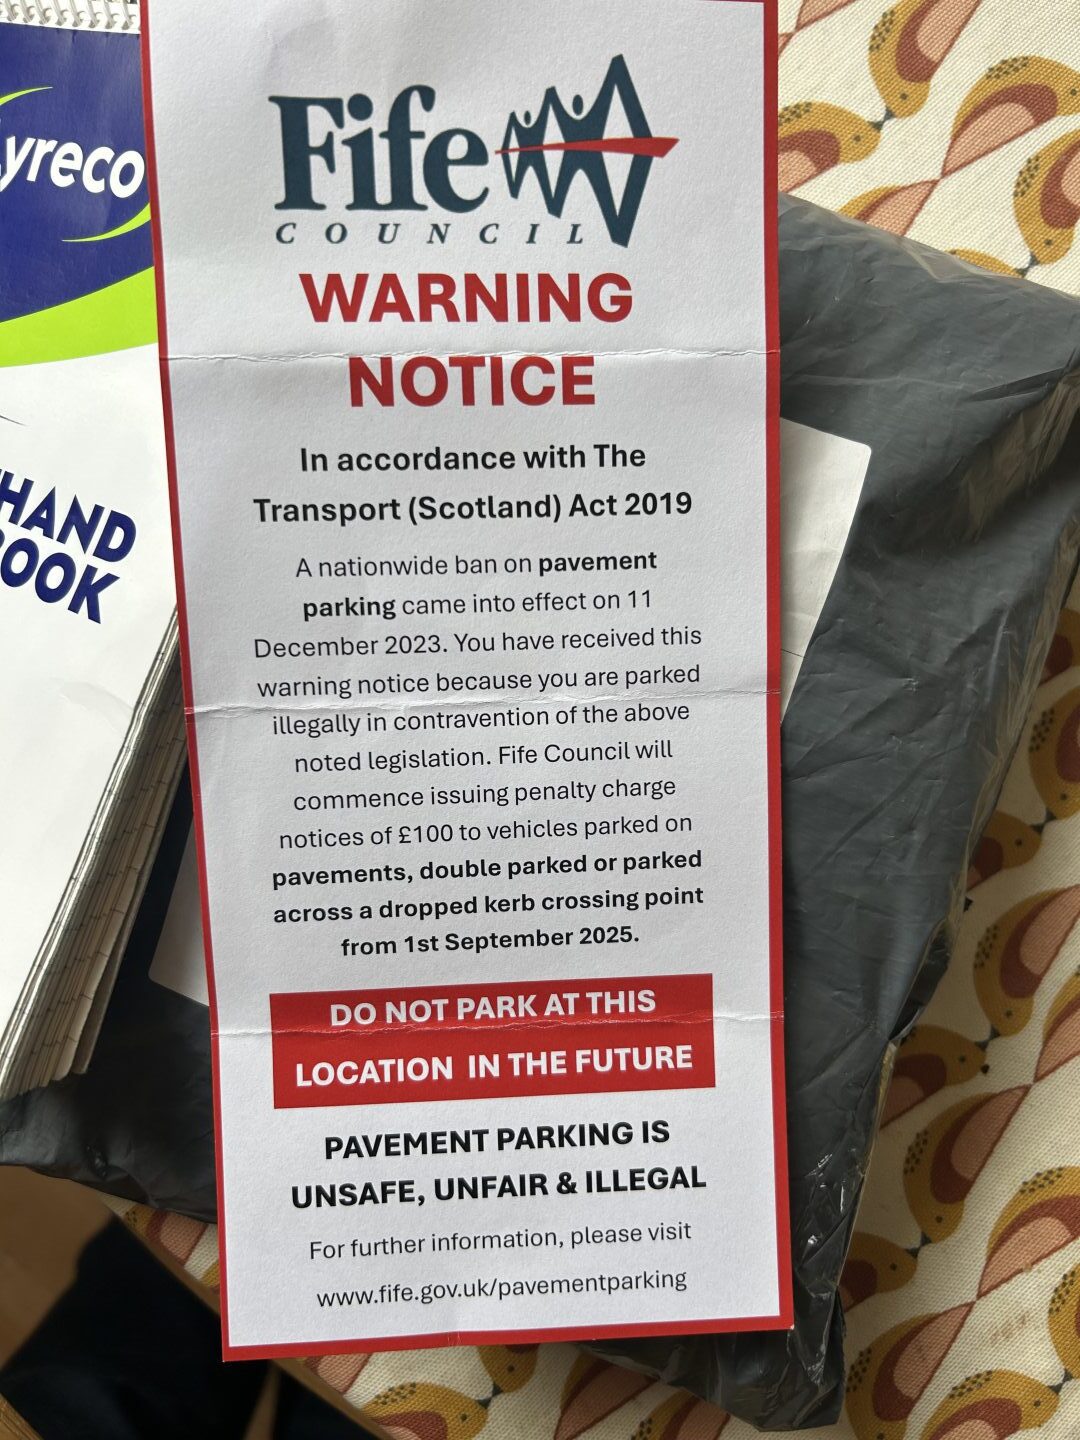 Lyreco
HAND
BOOK
Fife
COUNCIL
WARNING
NOTICE
In accordance with The
Transport (Scotland) Act 2019
A nationwide ban on pavement
parking came into effect on 11
December 2023. You have received this
warning notice because you are parked
illegally in contravention of the above
noted legislation. Fife Council will
commence issuing penalty charge
notices of £100 to vehicles parked on
pavements, double parked or parked
across a dropped kerb crossing point
from 1st September 2025.
DO NOT PARK AT THIS
LOCATION IN THE FUTURE
PAVEMENT PARKING IS
UNSAFE, UNFAIR & ILLEGAL
For further information, please visit
www.fife.gov.uk/pavementparking